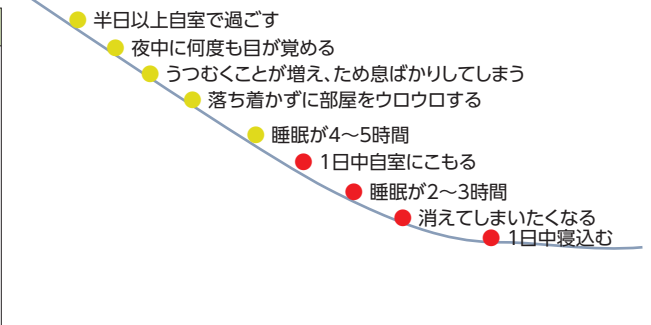 半日以上自室で過ごす
夜中に何度も目が覚める
うつむくことが増え、ため息ばかりしてしまう
落ち着かずに部屋をウロウロする
睡眠が4〜5時間
1日中自室にこもる
睡眠が2〜3時間
消えてしまいたくなる
1日中寝込む